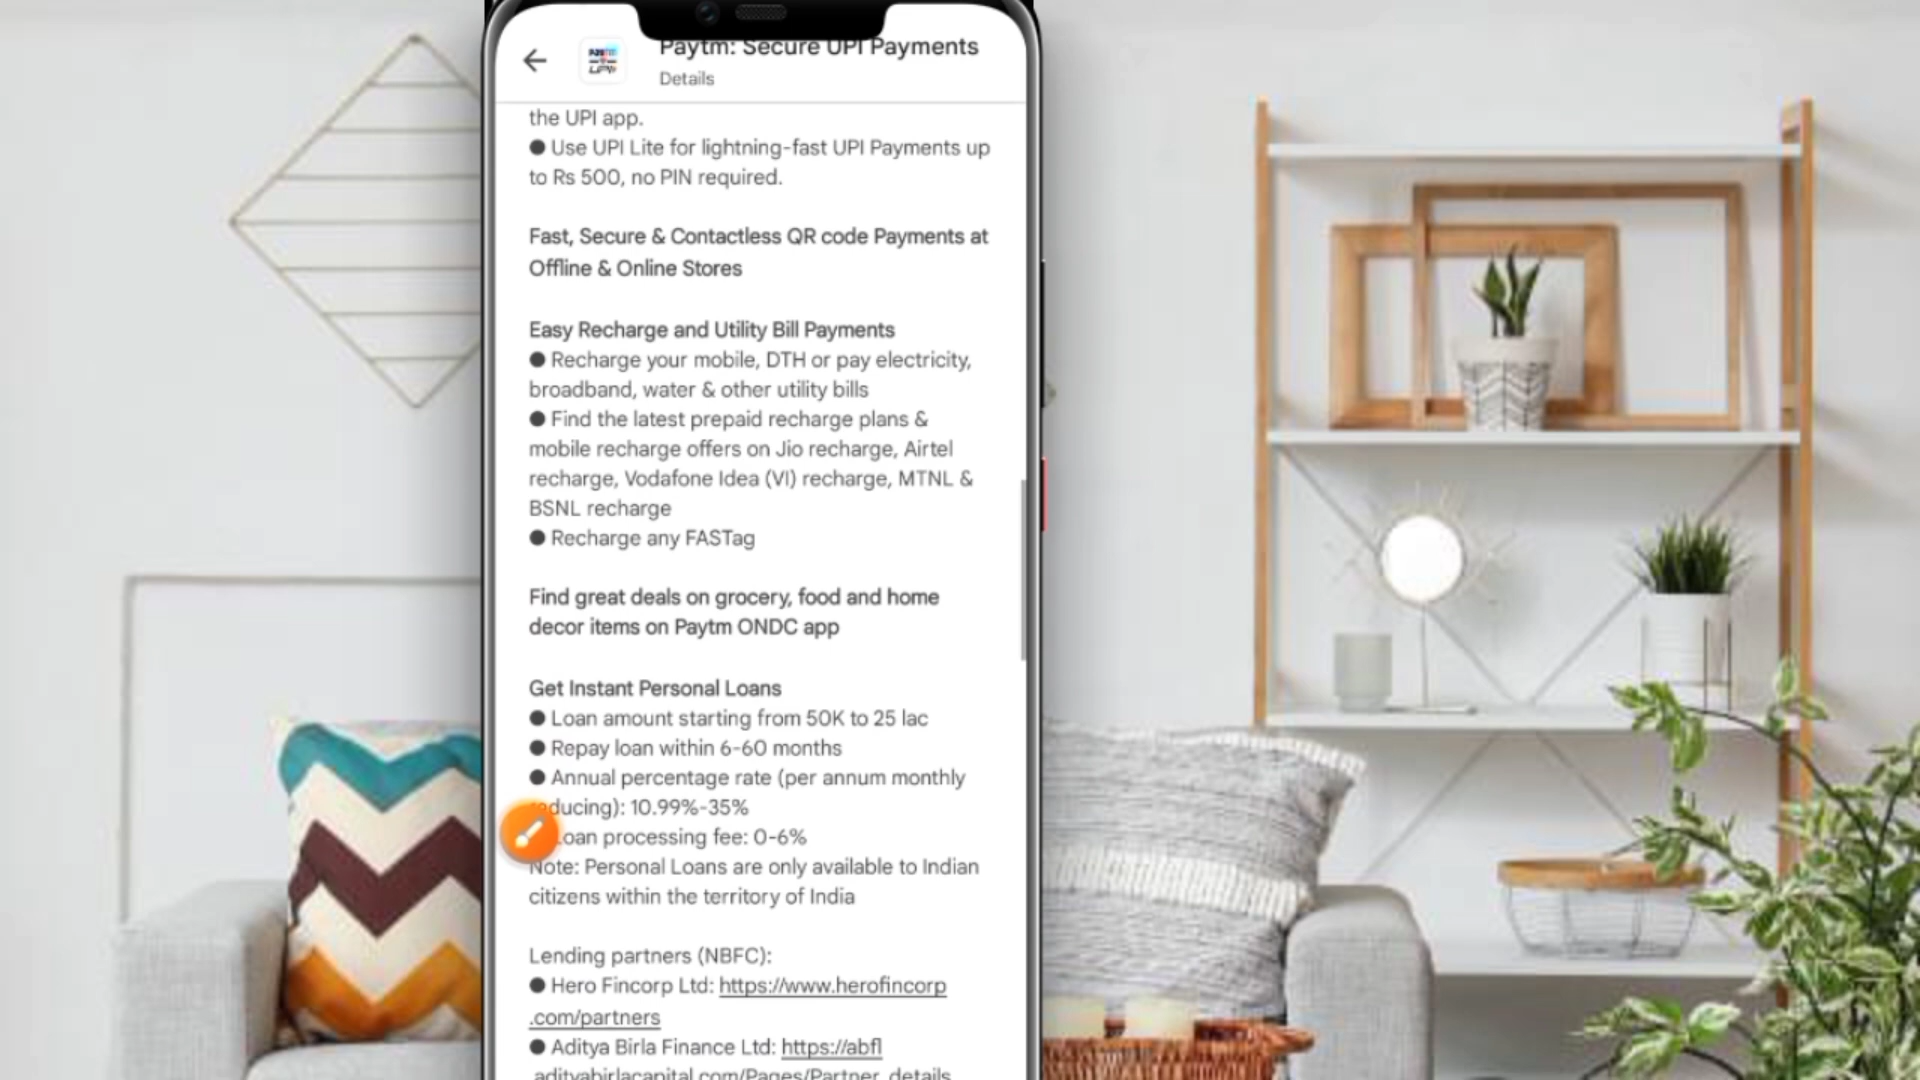 Paytm: Secure UPI Payments
Details
the UPI app.
● Use UPI Lite for lightning-fast UPI Payments up
to Rs 500, no PIN required.
Fast, Secure & Contactless QR code Payments at
Offline & Online Stores
Easy Recharge and Utility Bill Payments
● Recharge your mobile, DTH or pay electricity,
broadband, water & other utility bills
● Find the latest prepaid recharge plans &
mobile recharge offers on Jio recharge, Airtel
recharge, Vodafone Idea (VI) recharge, MTNL &
BSNL recharge
● Recharge any FASTag
Find great deals on grocery, food and home
decor items on Paytm ONDC app
Get Instant Personal Loans
● Loan amount starting from 50K to 25 lac
● Repay loan within 6-60 months
● Annual percentage rate (per annum monthly
reducing): 10.99%-35%
Loan processing fee: 0-6%
Note: Personal Loans are only available to Indian
citizens within the territory of India
Lending partners (NBFC):
● Hero Fincorp Ltd: https://www.herofincorp
.com/partners
● Aditya Birla Finance Ltd: https://abfl
.adityabirlacapital.com/Pages/Partner_details